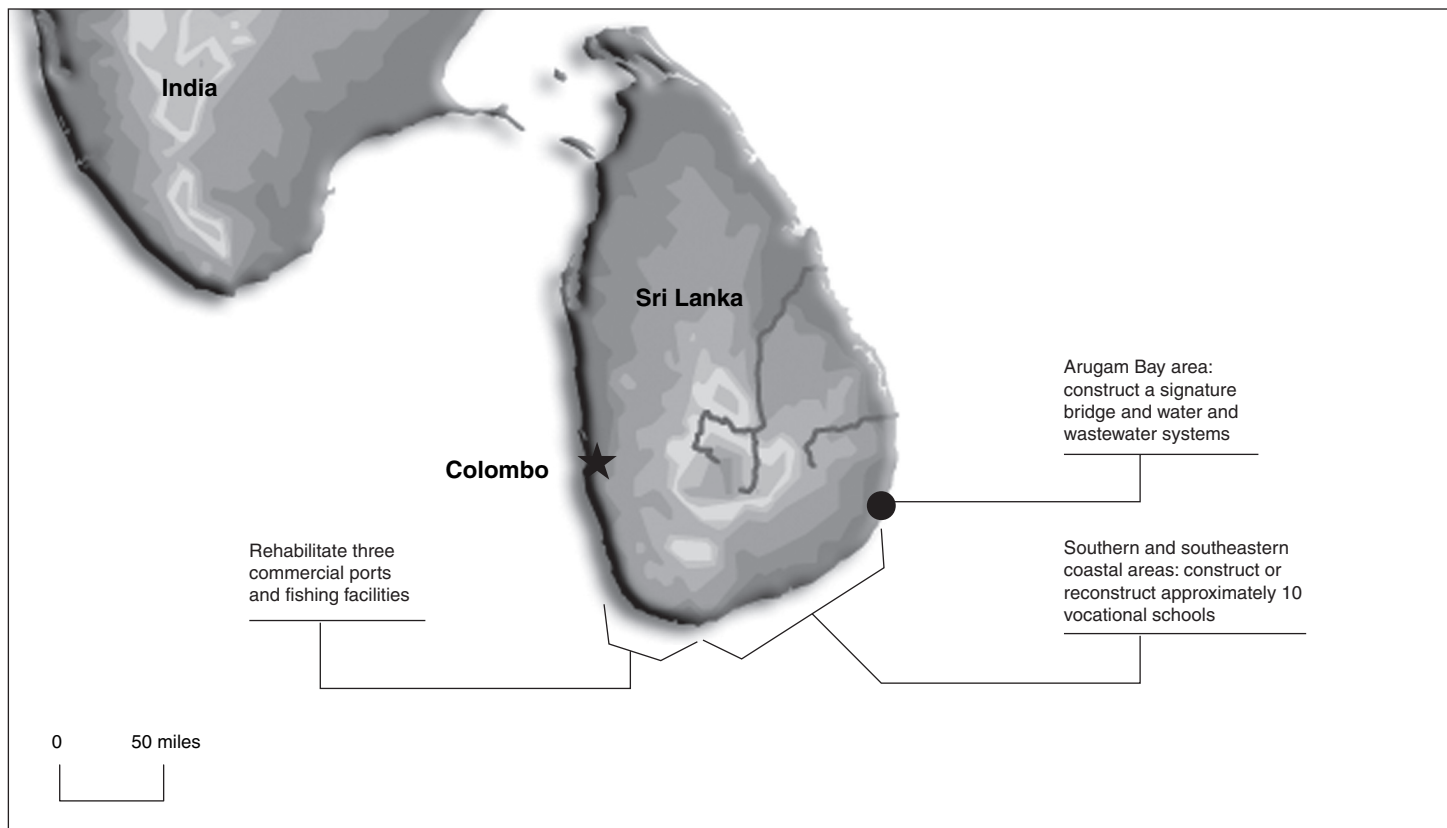 India
Sri Lanka
Arugam Bay area:
construct a signature
bridge and water and
wastewater systems
Colombo
Rehabilitate three
commercial ports
and fishing facilities
Southern and southeastern
coastal areas: construct or
reconstruct approximately 10
vocational schools
0 50 miles